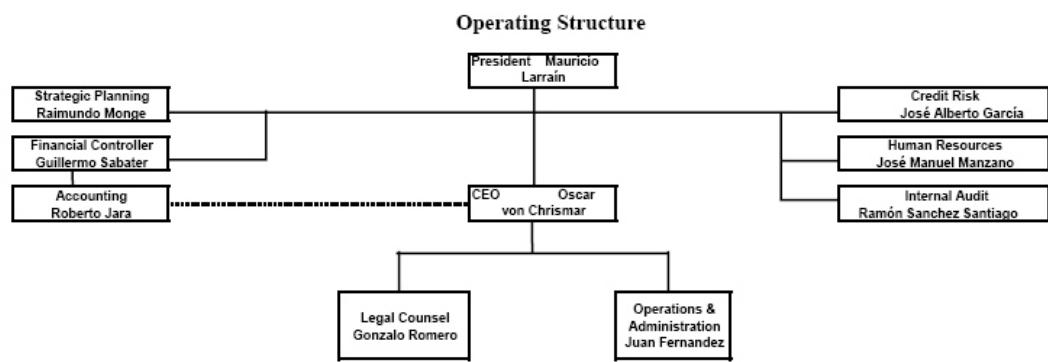 Operating Structure
President Mauricio
Larraín
Strategic Planning
Raimundo Monge
Credit Risk
José Alberto García
Financial Controller
Guillermo Sabater
Human Resources
José Manuel Manzano
Accounting
Roberto Jara
CEO Oscar
von Chrismar
Internal Audit
Ramón Sanchez Santiago
Legal Counsel
Gonzalo Romero
Operations &
Administration
Juan Fernandez